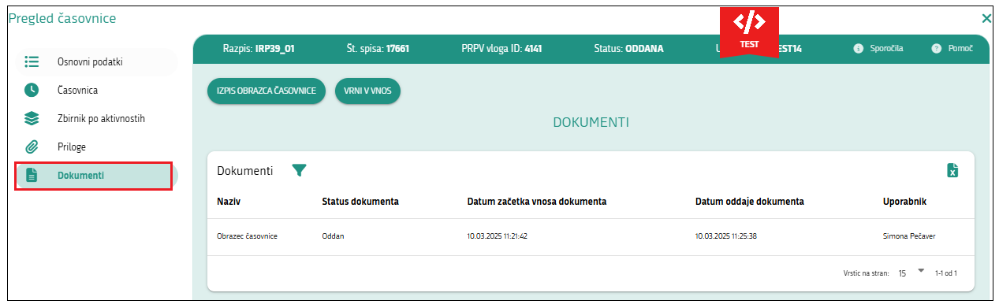 Pregled časovnice
TEST
Osnovni podatki
Časovnica
Zbirnik po aktivnostih
Priloge
Dokumenti
Razpis: IRP39_01 Št. spisa: 17661 PRPV vloga ID: 4141 Status: ODDANA U EST14 Sporočila Pomoč
IZPIS OBRAZCA ČASOVNICE VRNI V VNOS
DOKUMENTI
Dokumenti
Naziv Status dokumenta Datum začetka vnosa dokumenta Datum oddaje dokumenta Uporabnik
Obrazec časovnice Oddan 10.03.2025 11:21:42 10.03.2025 11:25:38 Simona Pečaver
Vrstic na stran: 15 1-1 od 1